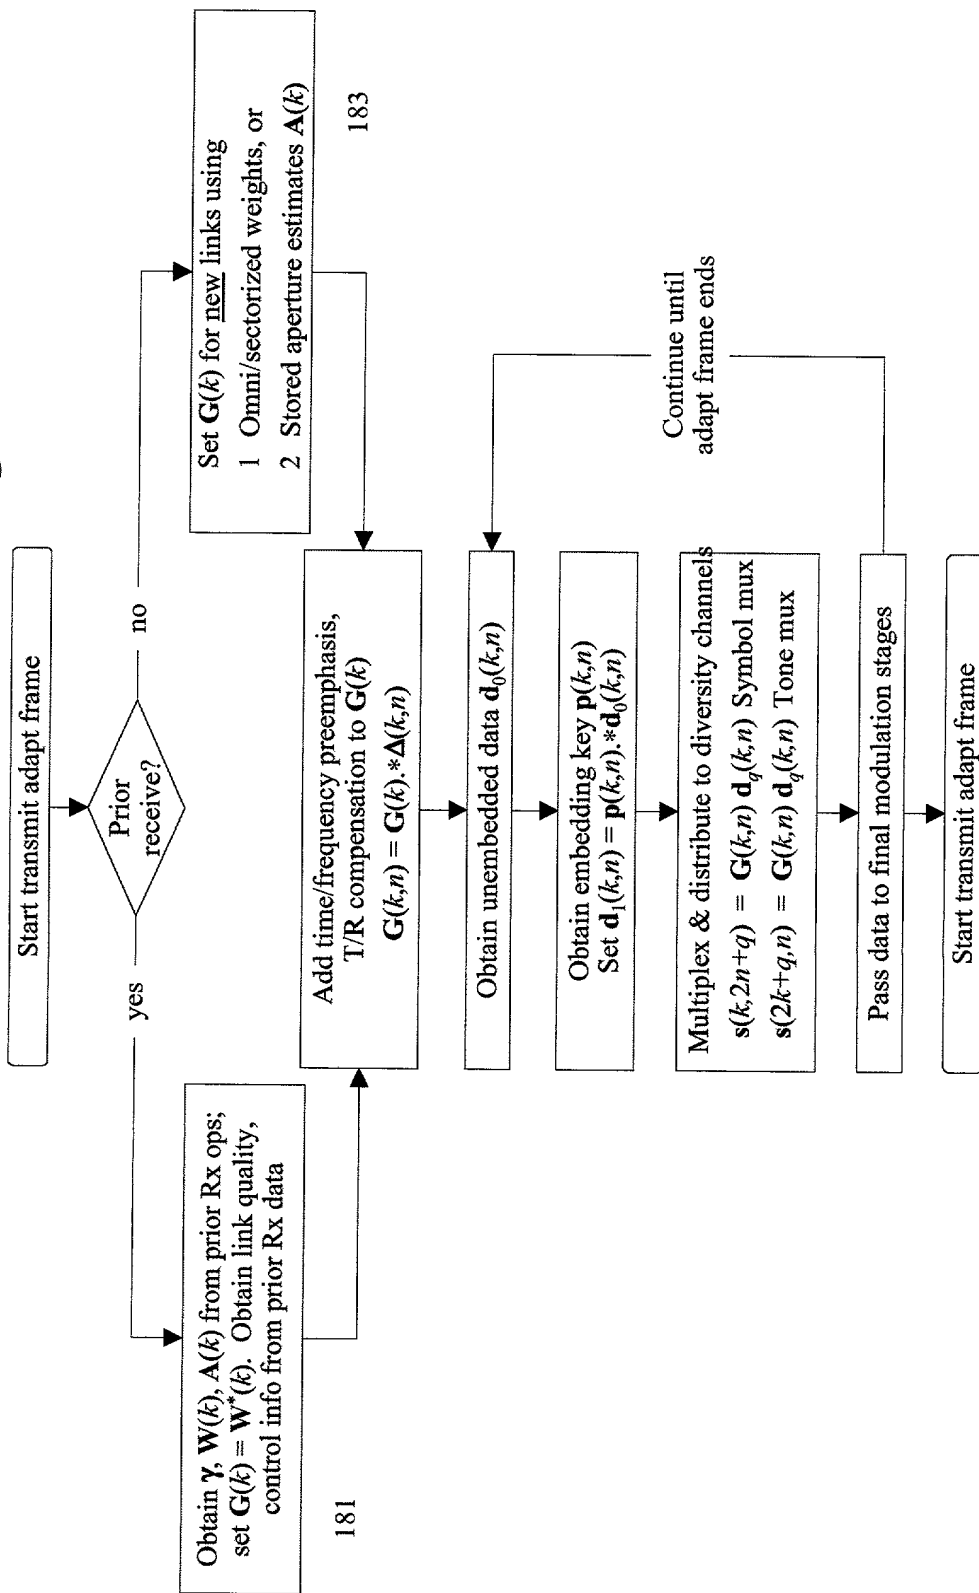 Start transmit adapt frame
Prior
receive?
yes
no
Obtain γ, W(k), A(k) from prior Rx ops;
set G(k) = W*(k). Obtain link quality,
control info from prior Rx data
181
Set G(k) for new links using
1 Omni/sectorized weights, or
2 Stored aperture estimates A(k)
183
Add time/frequency preemphasis,
T/R compensation to G(k)
G(k,n) = G(k).*Δ(k,n)
Obtain unembedded data d₀(k,n)
Obtain embedding key p(k,n)
Set d₁(k,n) = p(k,n).*d₀(k,n)
Multiplex & distribute to diversity channels
s(k,2n+q) = G(k,n) d_q(k,n) Symbol mux
s(2k+q,n) = G(k,n) d_q(k,n) Tone mux
Pass data to final modulation stages
Continue until
adapt frame ends
Start transmit adapt frame